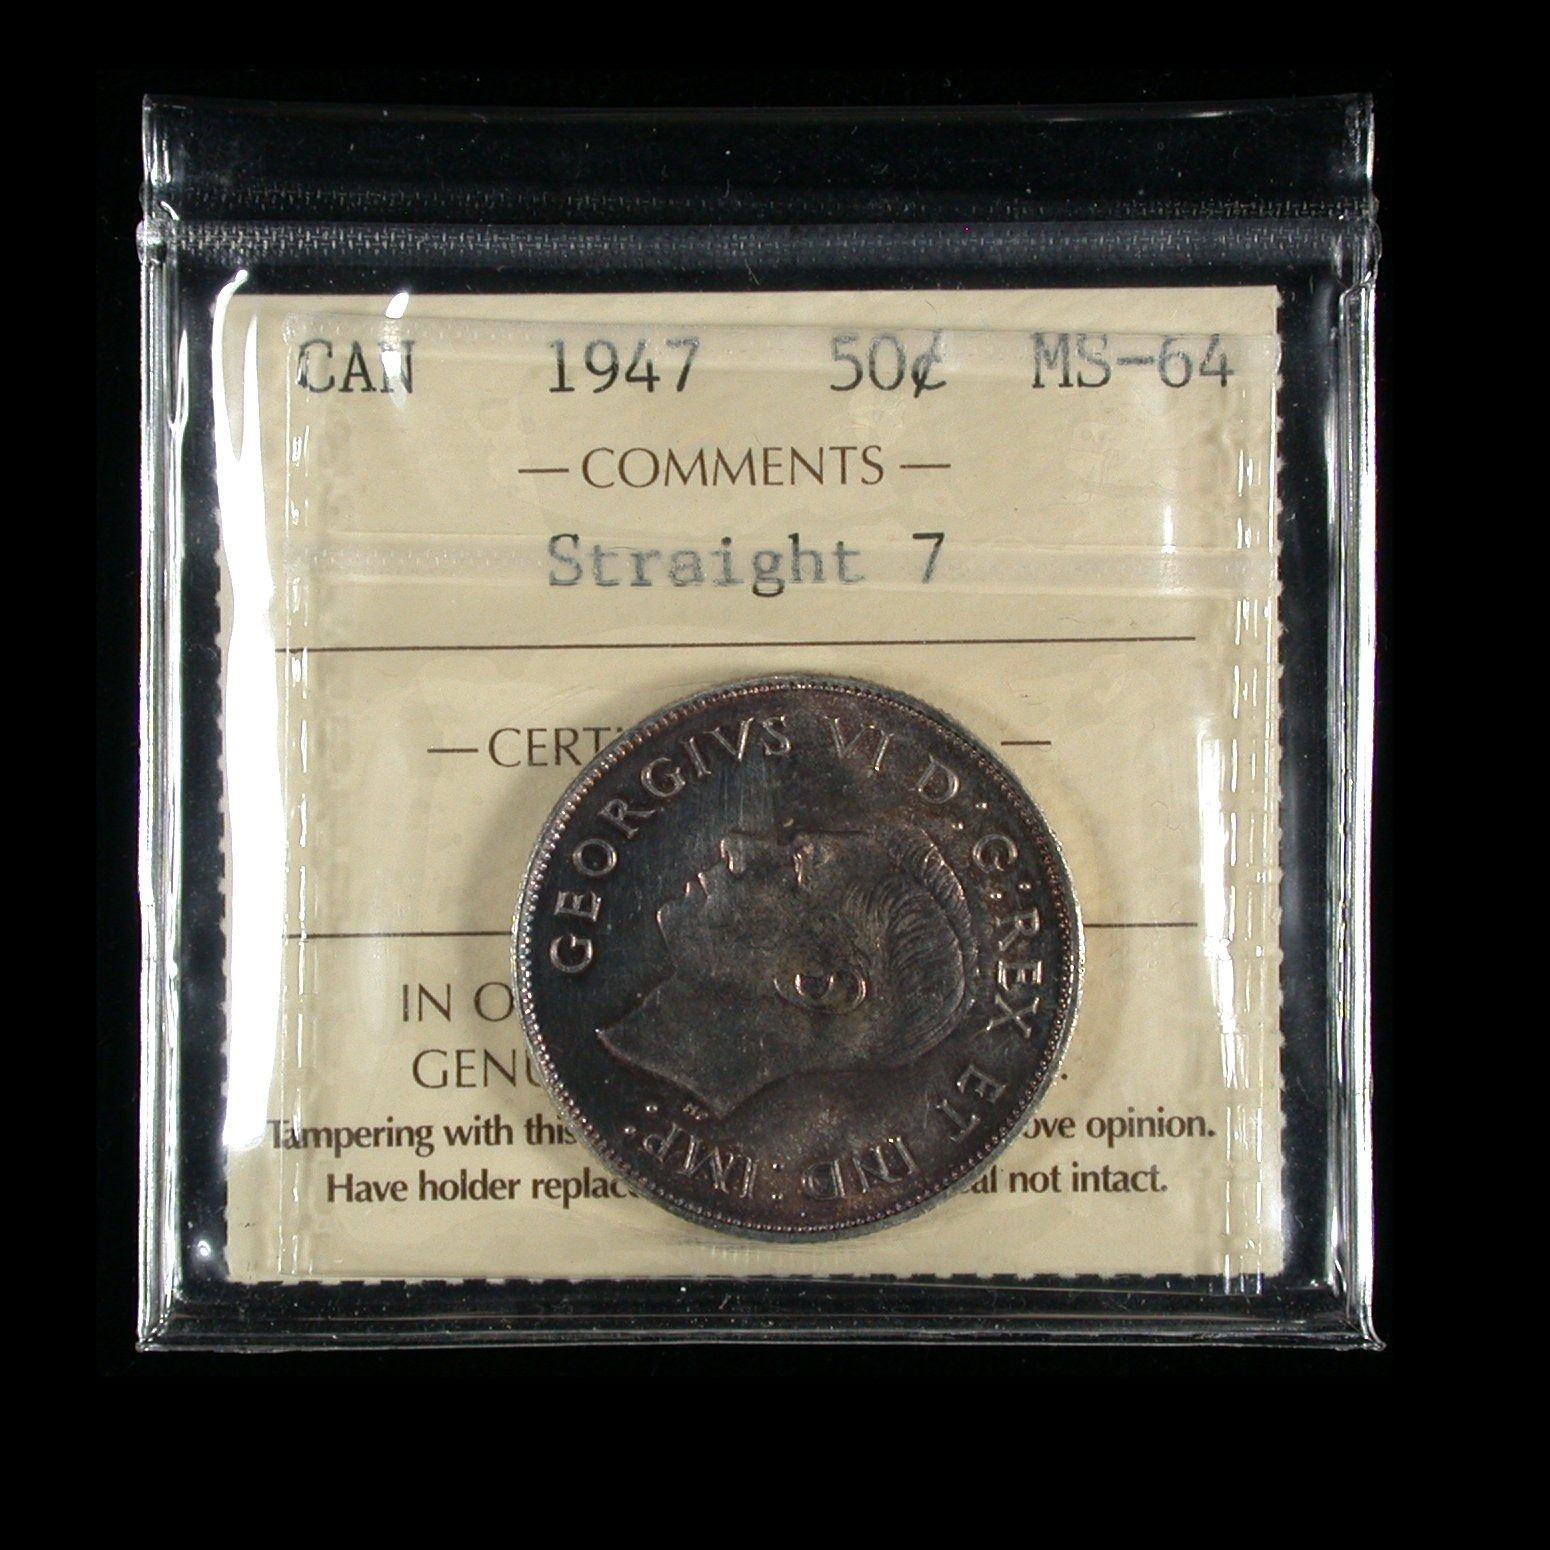 CAN 1947 50¢ MS-64
— COMMENTS —
Straight 7
— CERT —
IN O
GENU .
Tampering with this ove opinion.
Have holder replac al not intact.
GEORGIVS VI D: G: REX ET IND: IMP:
HP